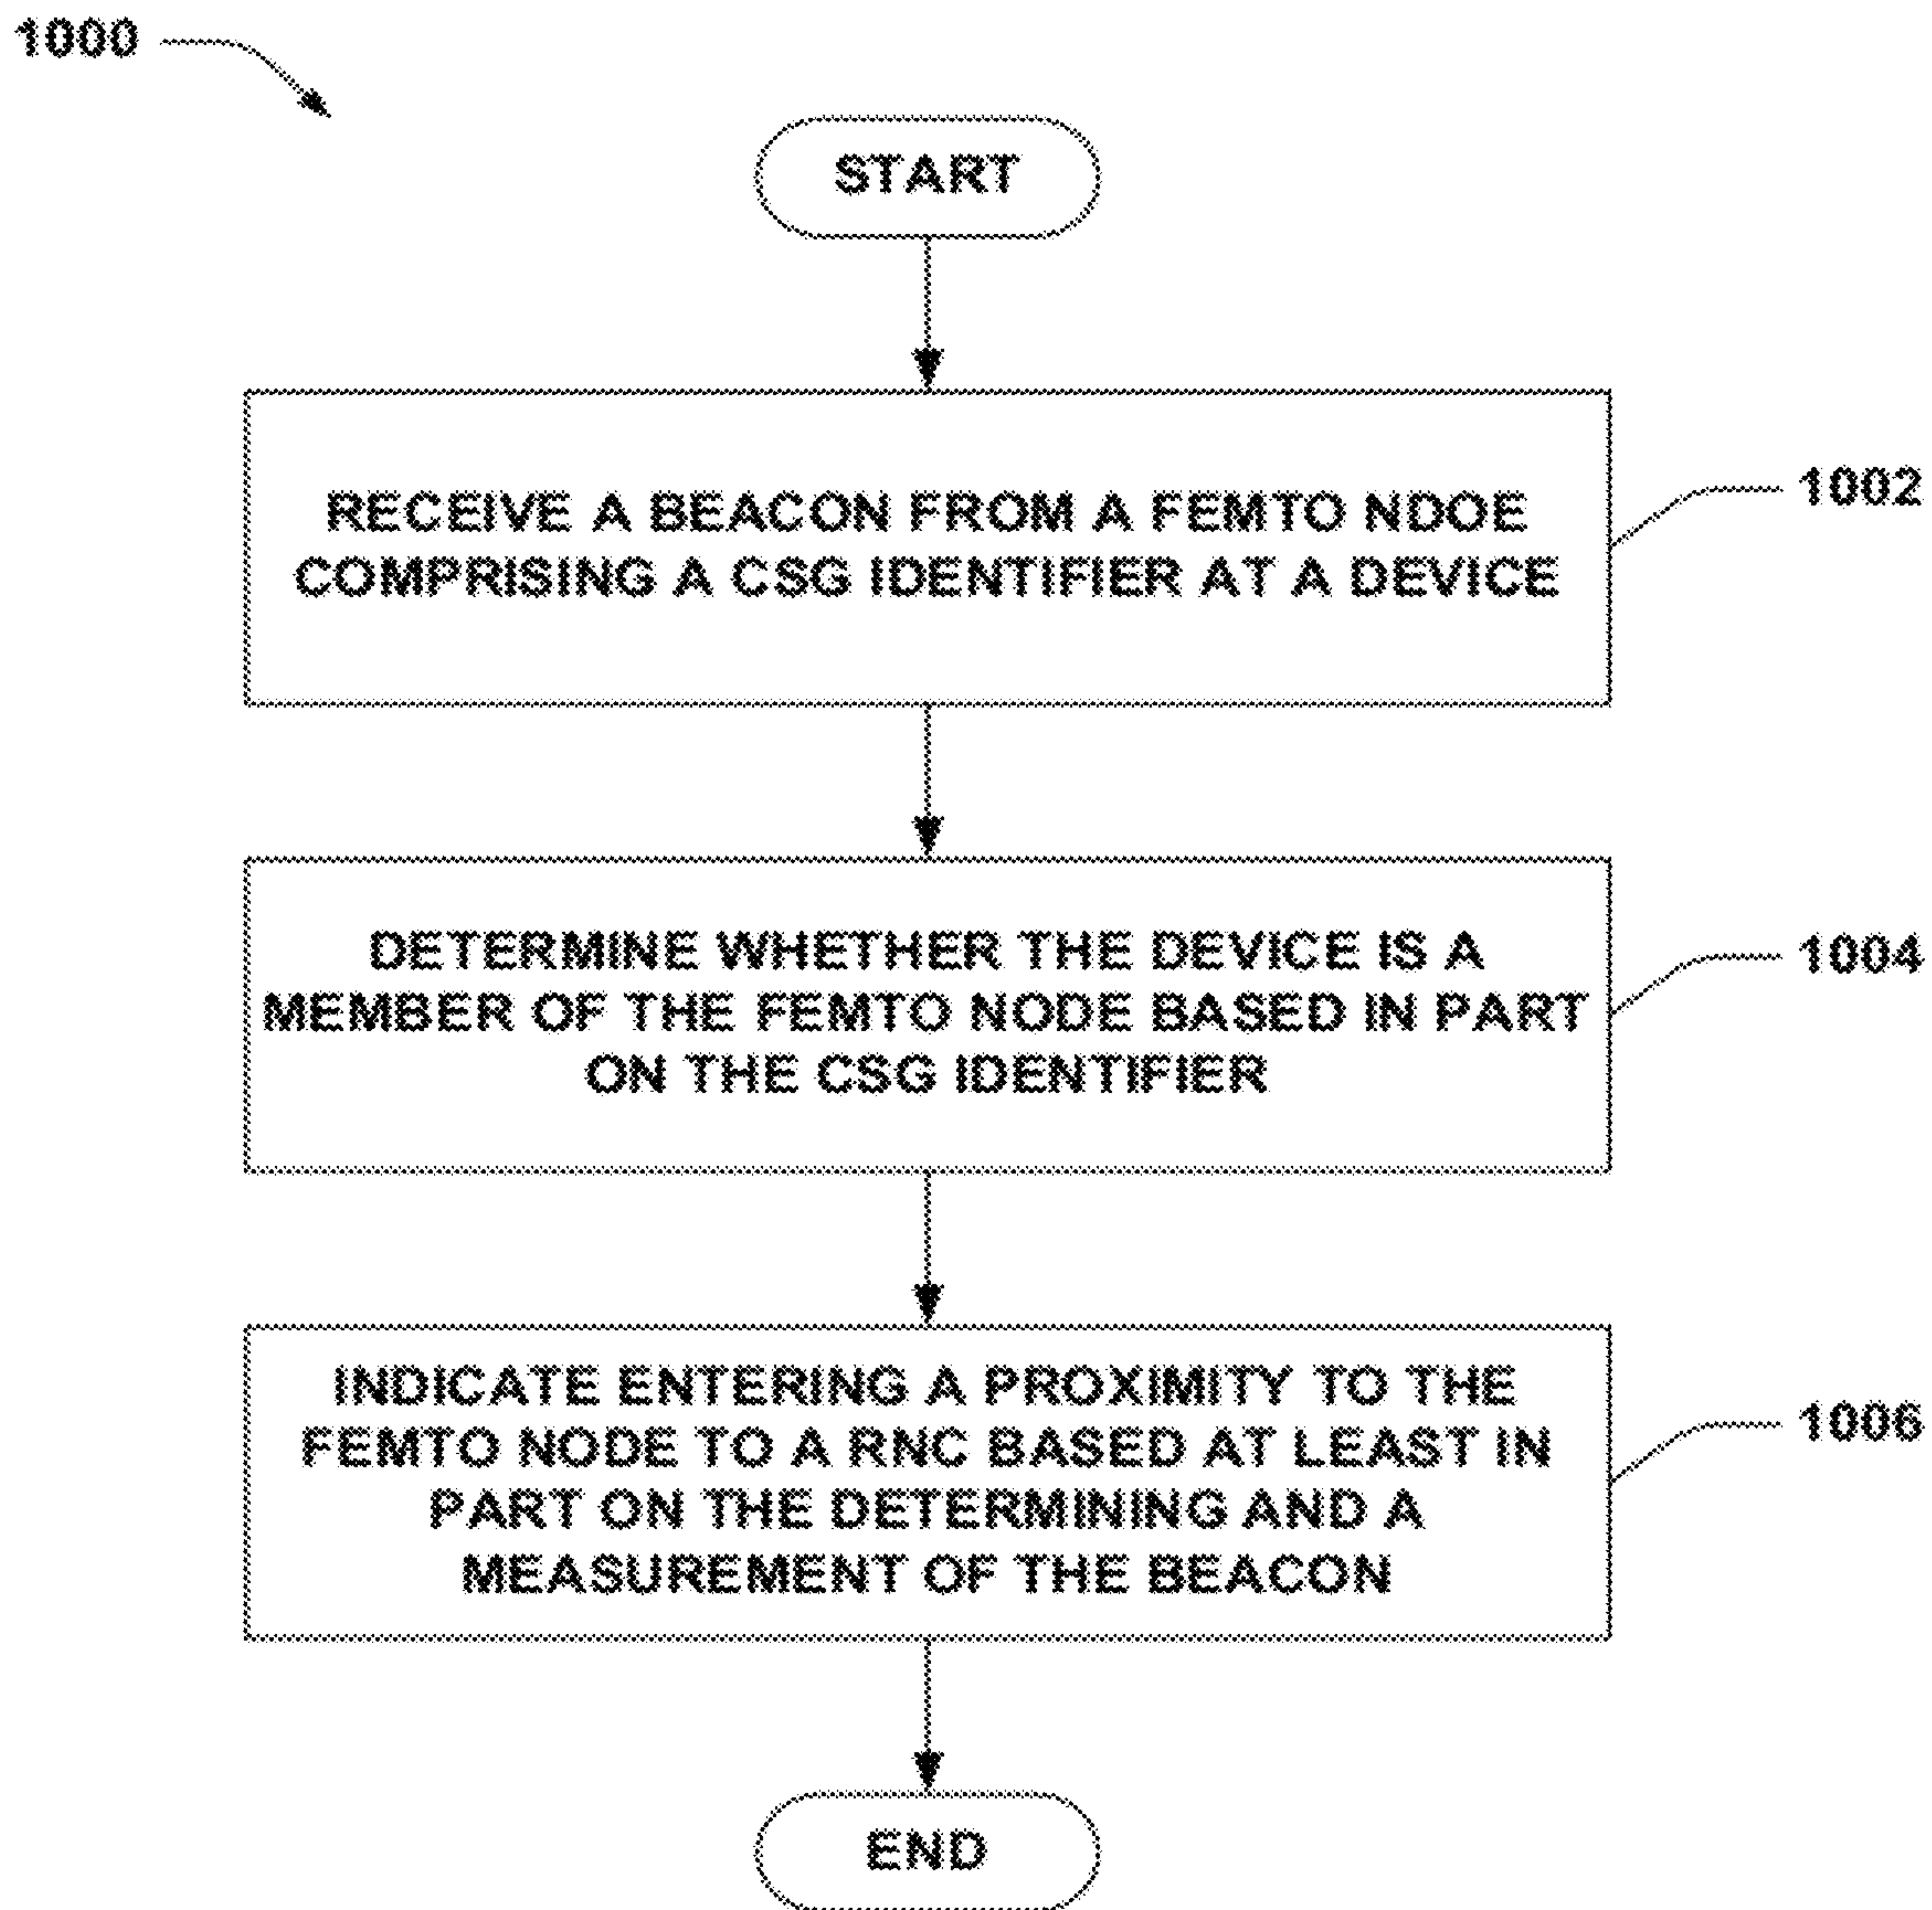 1000
START
RECEIVE A BEACON FROM A FEMTO NDOE
COMPRISING A CSG IDENTIFIER AT A DEVICE
1002
DETERMINE WHETHER THE DEVICE IS A
MEMBER OF THE FEMTO NODE BASED IN PART
ON THE CSG IDENTIFIER
1004
INDICATE ENTERING A PROXIMITY TO THE
FEMTO NODE TO A RNC BASED AT LEAST IN
PART ON THE DETERMINING AND A
MEASUREMENT OF THE BEACON
1006
END